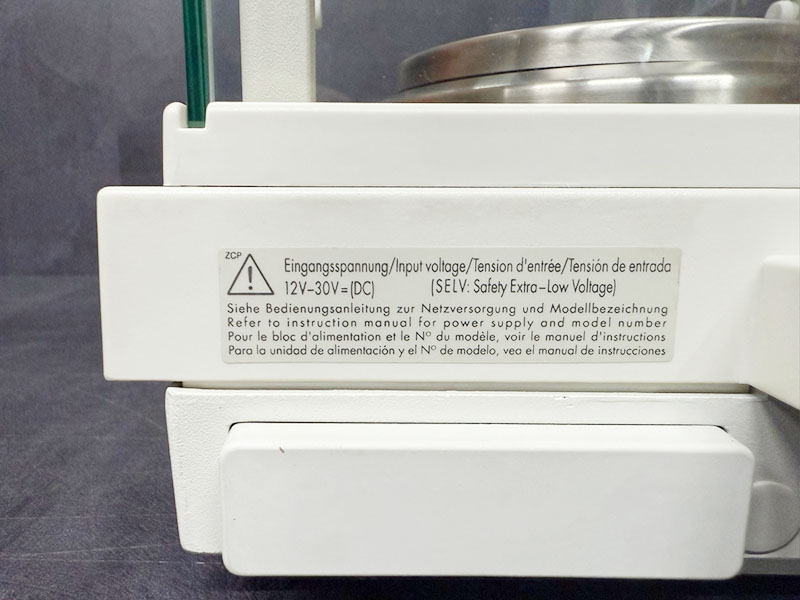 ZCP
Eingangsspannung/Input voltage/Tension d'entrée/Tensión de entrada
12V–30V=(DC) (SELV: Safety Extra–Low Voltage)
Siehe Bedienungsanleitung zur Netzversorgung und Modellbezeichnung
Refer to instruction manual for power supply and model number
Pour le bloc d'alimentation et le Nº du modèle, voir le manuel d'instructions
Para la unidad de alimentación y el Nº de modelo, vea el manual de instrucciones